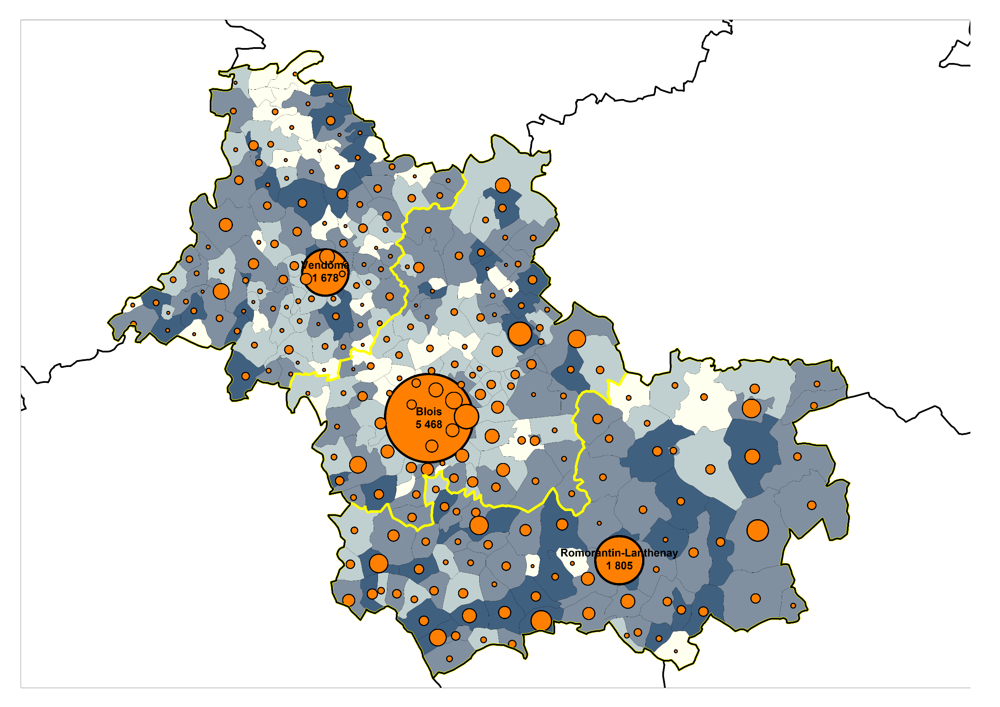 Vendôme
1 678
Blois
5 468
Romorantin-Lanthenay
1 805